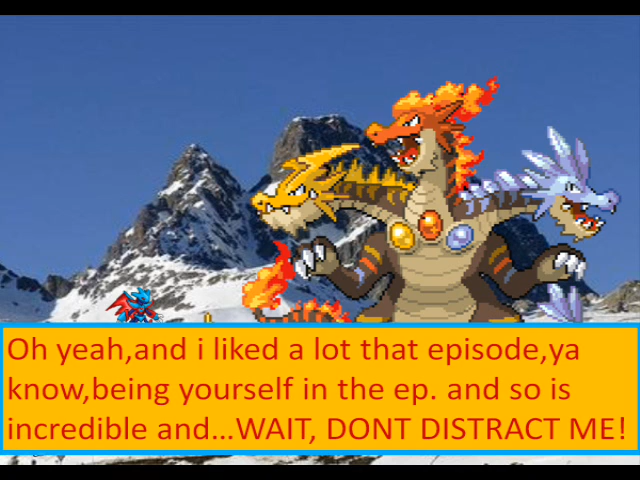 Oh yeah,and i liked a lot that episode,ya
know,being yourself in the ep. and so is
incredible and...WAIT, DONT DISTRACT ME!